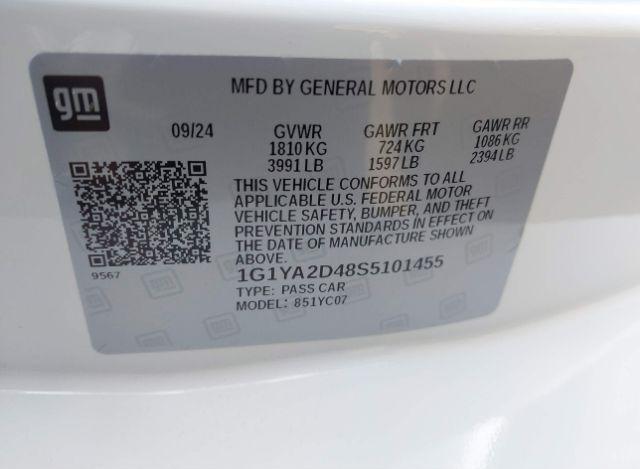 gm
MFD BY GENERAL MOTORS LLC
09/24 GVWR GAWR FRT GAWR RR
1810 KG 724 KG 1086 KG
3991 LB 1597 LB 2394 LB
THIS VEHICLE CONFORMS TO ALL
APPLICABLE U.S. FEDERAL MOTOR
VEHICLE SAFETY, BUMPER, AND THEFT
PREVENTION STANDARDS IN EFFECT ON
THE DATE OF MANUFACTURE SHOWN
ABOVE.
9567
1G1YA2D48S5101455
TYPE: PASS CAR
MODEL: 851YC07